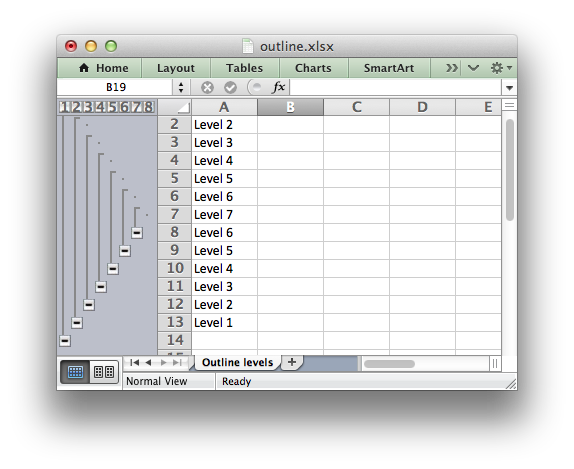 outline.xlsx
Home Layout Tables Charts SmartArt
B19 fx
1 2 3 4 5 6 7 8 A B C D E
2 Level 2
3 Level 3
4 Level 4
5 Level 5
6 Level 6
7 Level 7
8 Level 6
9 Level 5
10 Level 4
11 Level 3
12 Level 2
13 Level 1
14
Outline levels
Normal View Ready